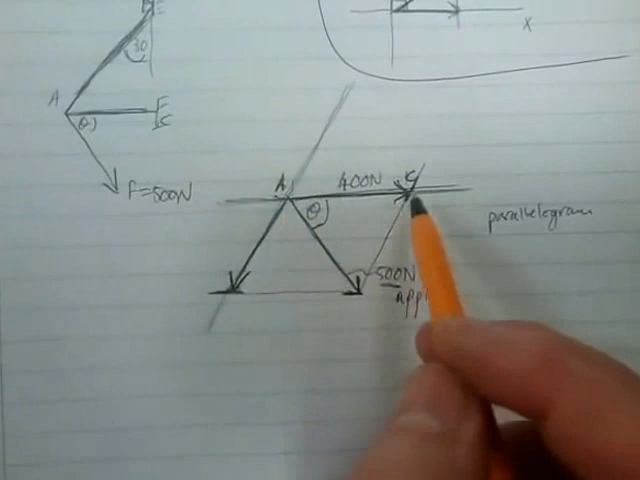 B
30
X
A
θ
C
F=500N
A
400N
C
θ
parallelogram
500N
app